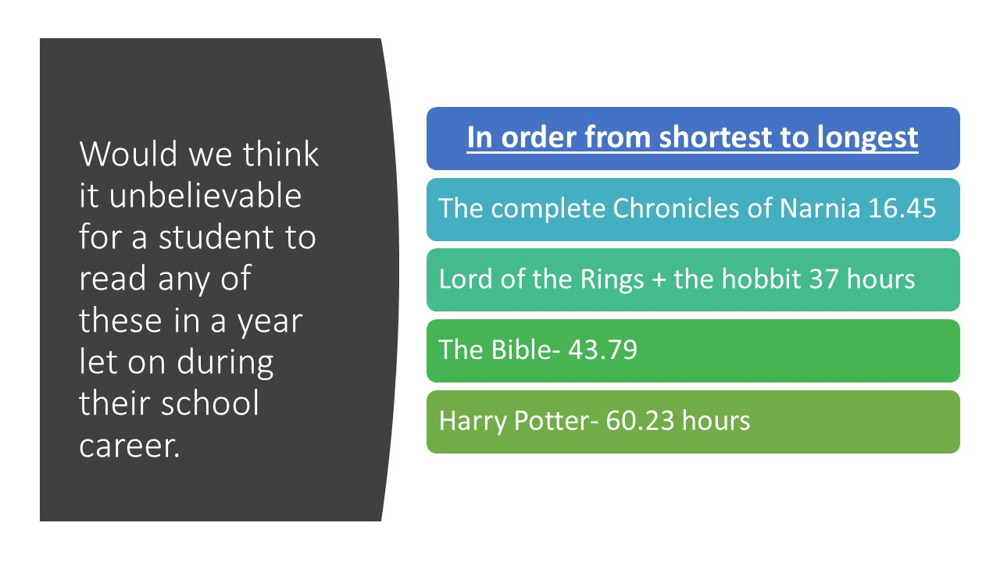 Would we think
it unbelievable
for a student to
read any of
these in a year
let on during
their school
career.
In order from shortest to longest
The complete Chronicles of Narnia 16.45
Lord of the Rings + the hobbit 37 hours
The Bible- 43.79
Harry Potter- 60.23 hours